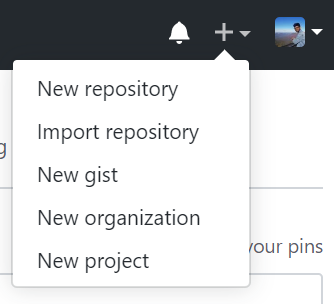 New repository
Import repository
g
New gist
New organization
your pins
New project